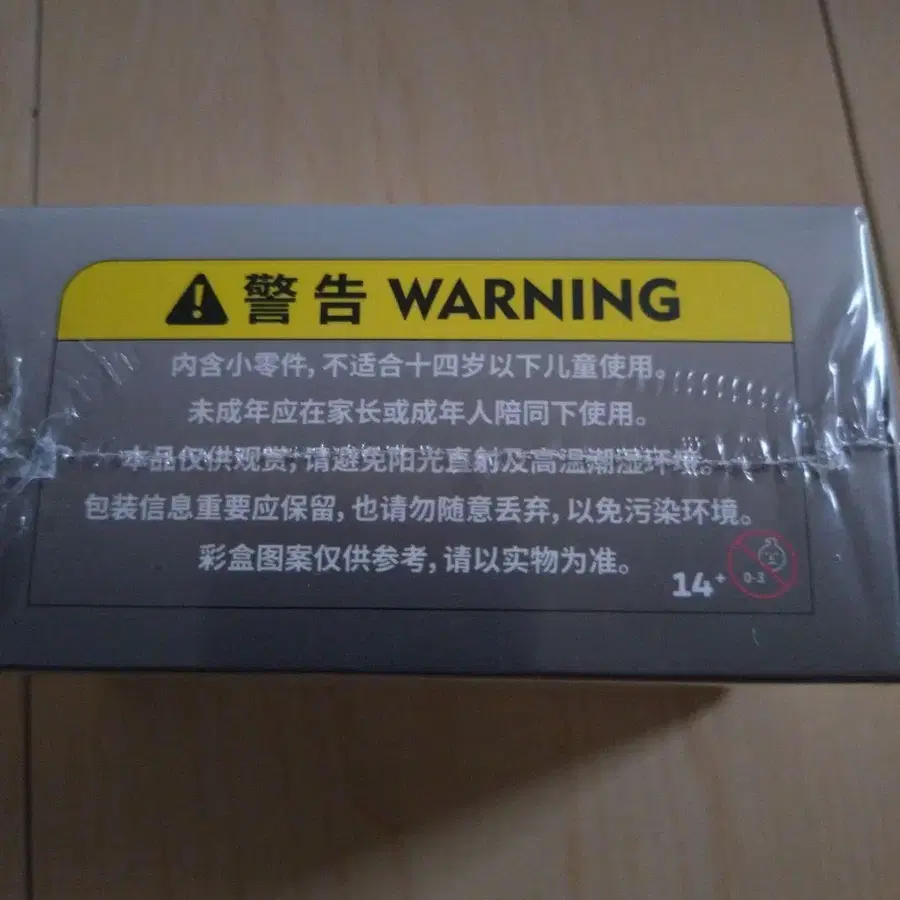 警告 WARNING
内含小零件, 不适合十四岁以下儿童使用。
未成年应在家长或成年人陪同下使用。
本品仅供观赏, 请避免阳光直射及高温潮湿环境。
包装信息重要应保留, 也请勿随意丢弃, 以免污染环境。
彩盒图案仅供参考, 请以实物为准。
14+
0-3